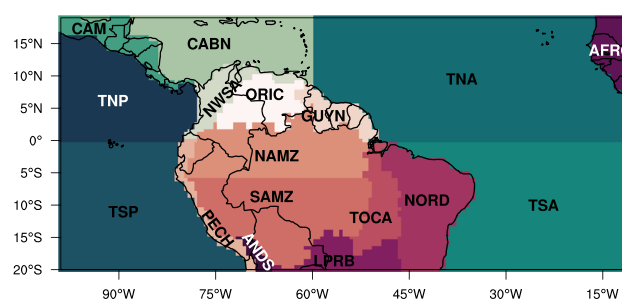 CAM
CABN
AFRC
15°N
TNA
10°N
TNP
NWSA
ORIC
5°N
GUYN
0°
NAMZ
5°S
SAMZ
NORD
TSA
10°S
TSP
TOCA
PECH
15°S
ANDS
LPRB
20°S
90°W
75°W
60°W
45°W
30°W
15°W